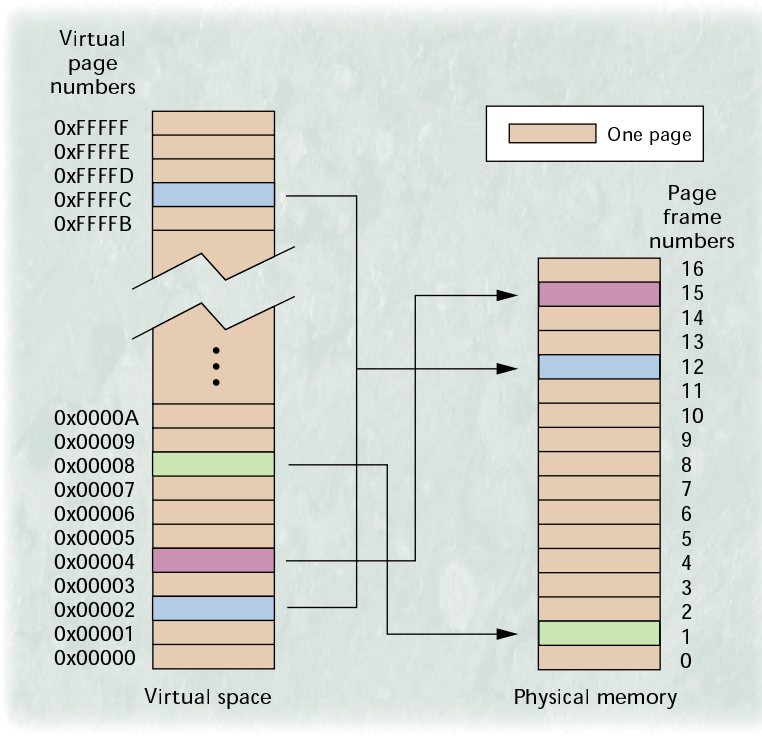 Virtual
page
numbers
0xFFFFF
0xFFFFE
0xFFFFD
0xFFFFC
0xFFFFB
0x0000A
0x00009
0x00008
0x00007
0x00006
0x00005
0x00004
0x00003
0x00002
0x00001
0x00000
Virtual space
One page
Page
frame
numbers
16
15
14
13
12
11
10
9
8
7
6
5
4
3
2
1
0
Physical memory